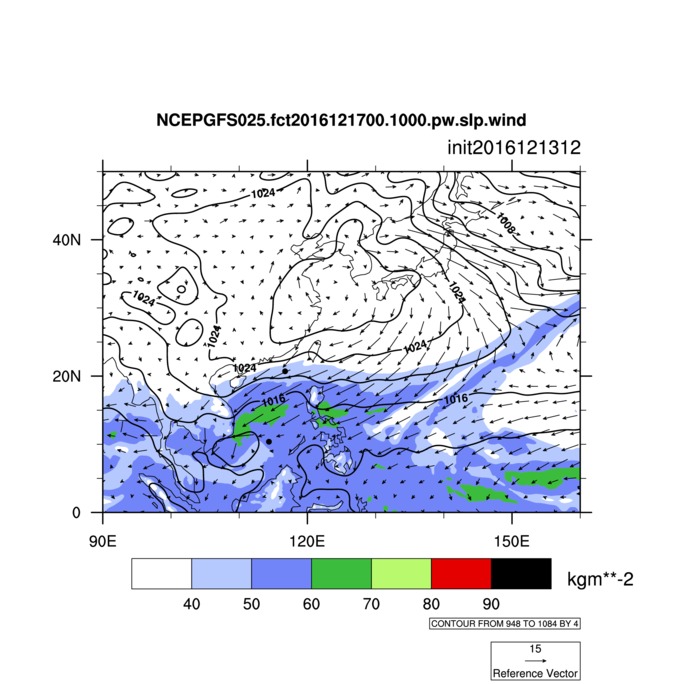 NCEPGFS025.fct2016121700.1000.pw.slp.wind
init2016121312
1024
1008
40N
1024
1024
1024
1024
1024
20N
1016
1016
0
90E 120E 150E
40 50 60 70 80 90
kgm**-2
CONTOUR FROM 948 TO 1084 BY 4
15
Reference Vector